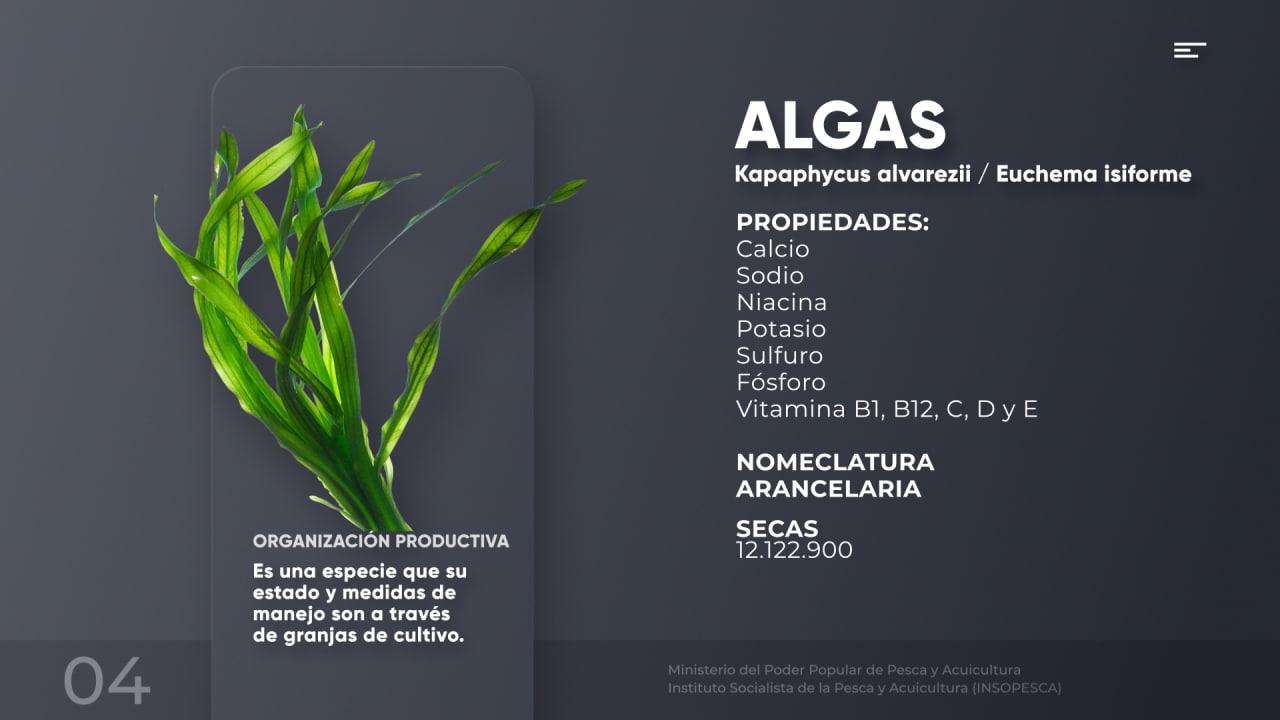 ALGAS
Kapaphycus alvarezii / Euchema isiforme
PROPIEDADES:
Calcio
Sodio
Niacina
Potasio
Sulfuro
Fósforo
Vitamina B1, B12, C, D y E
NOMECLATURA
ARANCELARIA
SECAS
12.122.900
ORGANIZACIÓN PRODUCTIVA
Es una especie que su
estado y medidas de
manejo son a través
de granjas de cultivo.
04
Ministerio del Poder Popular de Pesca y Acuicultura
Instituto Socialista de la Pesca y Acuicultura (INSOPESCA)